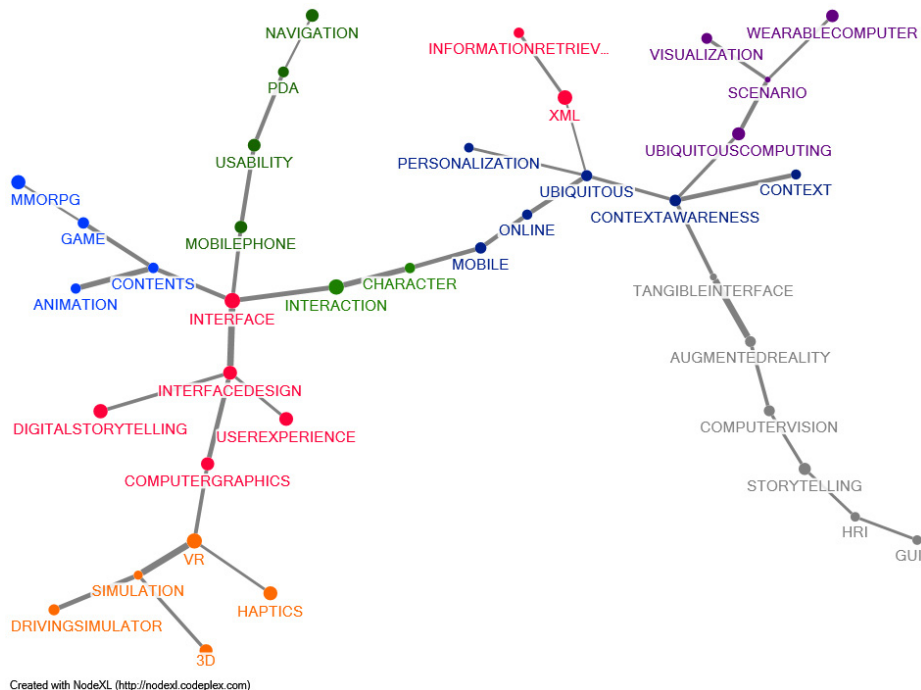 NAVIGATION
INFORMATIONRETRIEV...
WEARABLECOMPUTER
VISUALIZATION
PDA
SCENARIO
XML
USABILITY
UBIQUITOUSCOMPUTING
PERSONALIZATION
UBIQUITOUS
CONTEXT
MMORPG
CONTEXTAWARENESS
GAME
ONLINE
MOBILEPHONE
MOBILE
CONTENTS
CHARACTER
ANIMATION
INTERACTION
TANGIBLEINTERFACE
INTERFACE
AUGMENTEDREALITY
INTERFACEDESIGN
DIGITALSTORYTELLING
USEREXPERIENCE
COMPUTERVISION
COMPUTERGRAPHICS
STORYTELLING
HRI
GUI
VR
SIMULATION
HAPTICS
DRIVINGSIMULATOR
3D
Created with NodeXL (http://nodexl.codeplex.com)